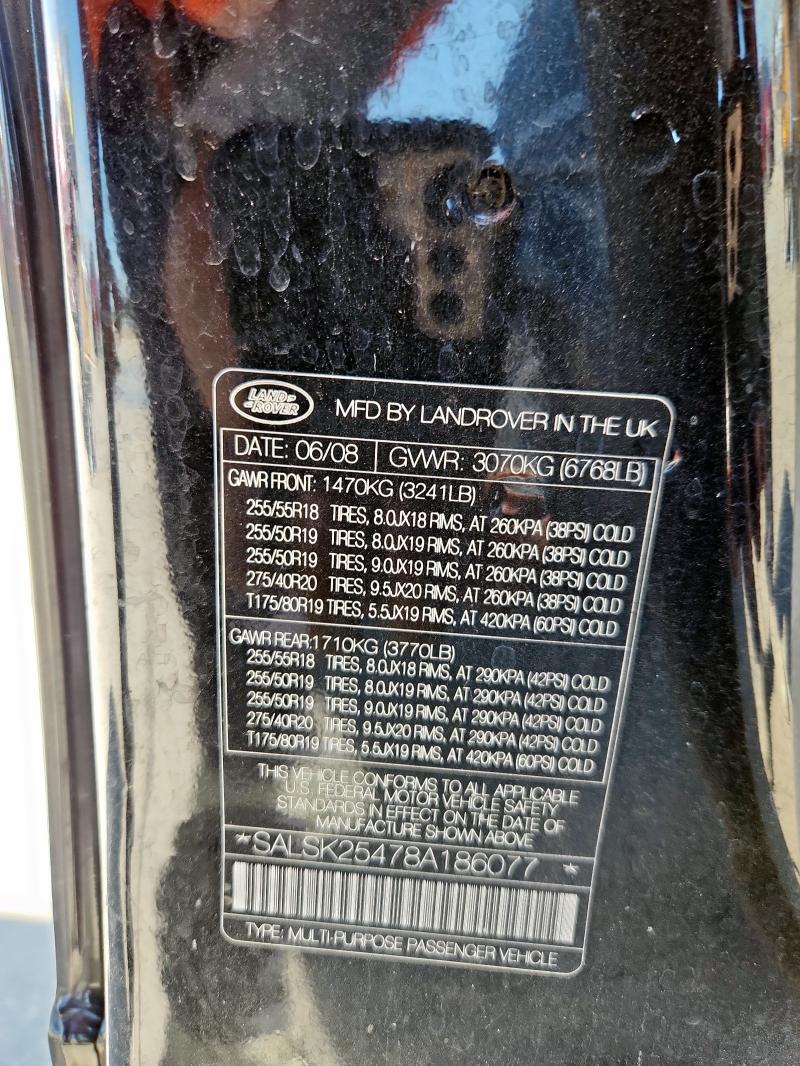 LAND ROVER MFD BY LANDROVER IN THE UK
DATE: 06/08 GVWR: 3070KG (6768LB)
GAWR FRONT: 1470KG (3241LB)
255/55R18 TIRES, 8.0JX18 RIMS, AT 260KPA (38PSI) COLD
255/50R19 TIRES, 8.0JX19 RIMS, AT 260KPA (38PSI) COLD
255/50R19 TIRES, 9.0JX19 RIMS, AT 260KPA (38PSI) COLD
275/40R20 TIRES, 9.5JX20 RIMS, AT 260KPA (38PSI) COLD
T175/80R19 TIRES, 5.5JX19 RIMS, AT 420KPA (60PSI) COLD
GAWR REAR:1710KG (3770LB)
255/55R18 TIRES, 8.0JX18 RIMS, AT 290KPA (42PSI) COLD
255/50R19 TIRES, 8.0JX19 RIMS, AT 290KPA (42PSI) COLD
255/50R19 TIRES, 9.0JX19 RIMS, AT 290KPA (42PSI) COLD
275/40R20 TIRES, 9.5JX20 RIMS, AT 290KPA (42PSI) COLD
T175/80R19 TIRES, 5.5JX19 RIMS, AT 420KPA (60PSI) COLD
THIS VEHICLE CONFORMS TO ALL APPLICABLE
U.S. FEDERAL MOTOR VEHICLE SAFETY
STANDARDS IN EFFECT ON THE DATE OF
MANUFACTURE SHOWN ABOVE
*SALSK25478A186077 *
TYPE: MULTI-PURPOSE PASSENGER VEHICLE